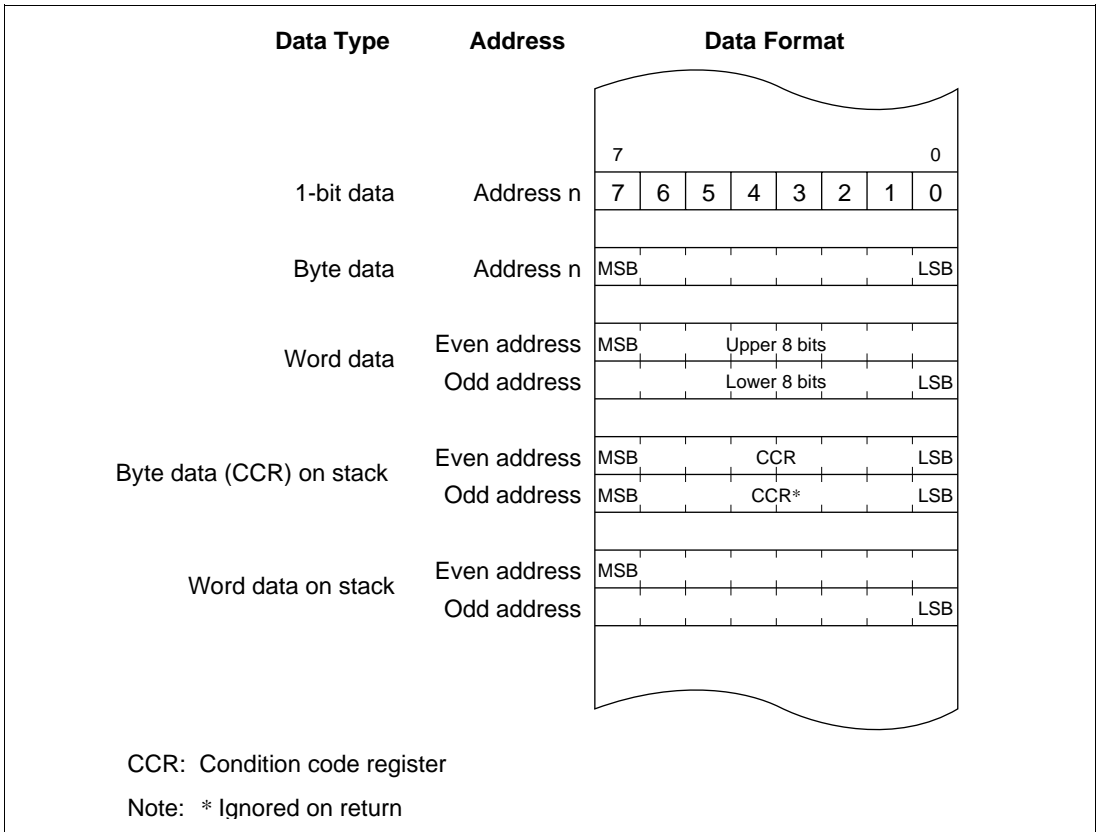 Data Type Address Data Format
7 0
1-bit data Address n 7 6 5 4 3 2 1 0
Byte data Address n MSB LSB
Even address MSB Upper 8 bits
Word data
Odd address Lower 8 bits LSB
Even address MSB CCR LSB
Byte data (CCR) on stack
Odd address MSB CCR* LSB
Even address MSB
Word data on stack
Odd address LSB
CCR: Condition code register
Note: * Ignored on return